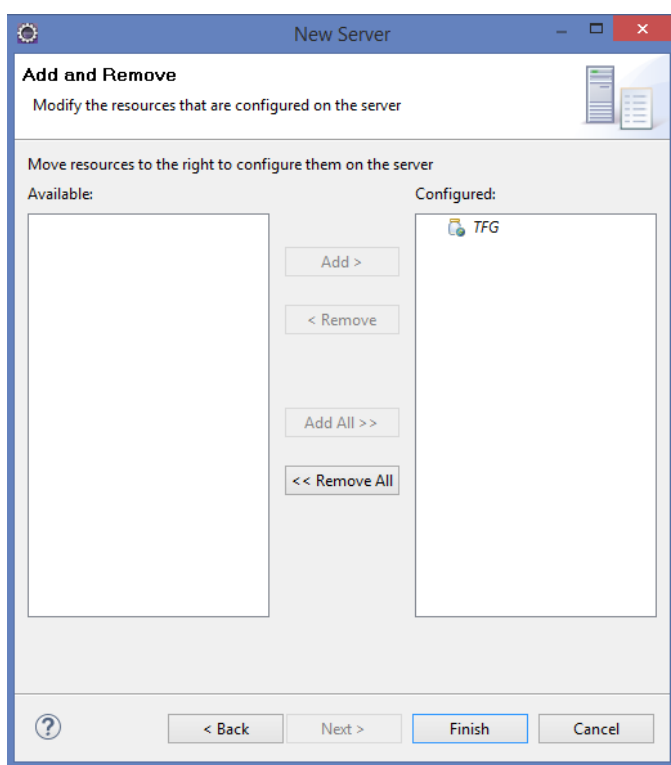 New Server
Add and Remove
Modify the resources that are configured on the server
Move resources to the right to configure them on the server
Available:
Configured:
TFG
Add >
< Remove
Add All >>
<< Remove All
?
< Back
Next >
Finish
Cancel